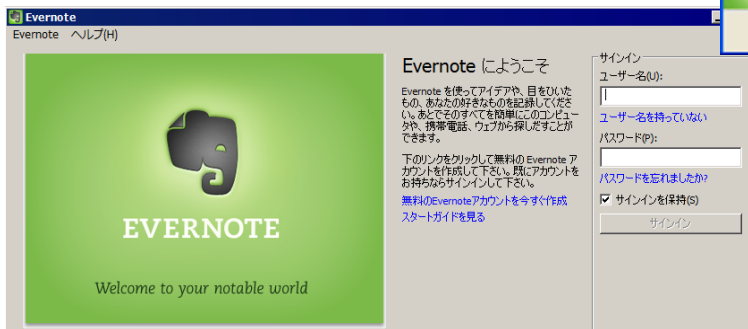 Evernote
Evernote ヘルプ(H)
EVERNOTE
Welcome to your notable world
Evernote にようこそ
Evernote を使ってアイデアや、目をひいた
もの、あなたの好きなものを記録してくださ
い。あとでそのすべてを簡単にこのコンピュー
タや、携帯電話、ウェブから探しだすことが
できます。
下のリンクをクリックして無料の Evernote ア
カウントを作成して下さい。既にアカウントを
お持ちならサインインして下さい。
無料のEvernoteアカウントを今すぐ作成
スタートガイドを見る
サインイン
ユーザー名(U):
ユーザー名を持っていない
パスワード(P):
パスワードを忘れましたか?
サインインを保持(S)
サインイン